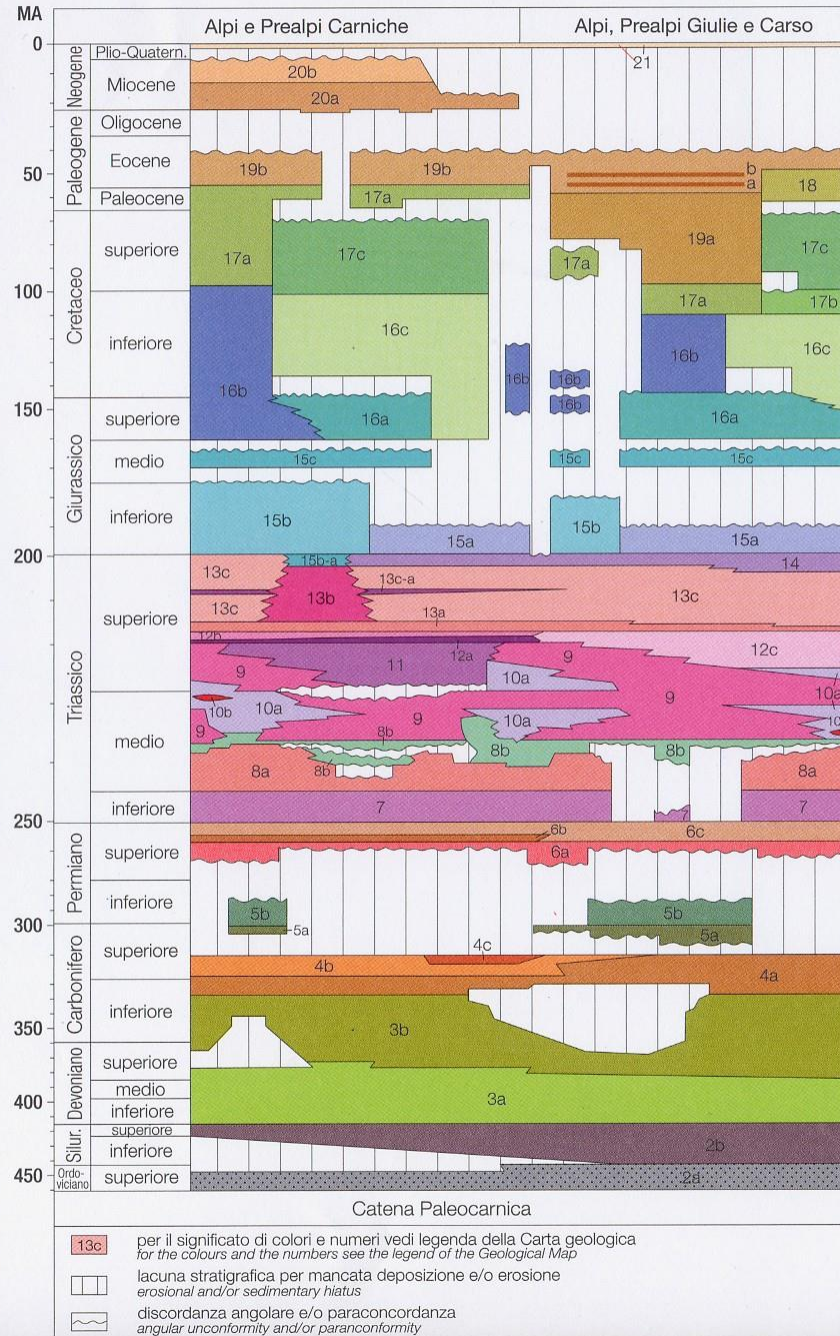 MA
Alpi e Prealpi Carniche
Alpi, Prealpi Giulie e Carso
0
Neogene
Plio-Quatern.
21
20b
Miocene
20a
Paleogene
Oligocene
Eocene
50
19b
19b
b
a
18
Paleocene
17a
Cretaceo
superiore
17a
17c
17a
19a
17c
100
17a
17b
inferiore
16b
16c
16b
16b
16b
16b
16c
150
Giurassico
superiore
16a
16a
medio
15c
15c
15c
inferiore
15b
15a
15b
15a
200
Triassico
superiore
15b-a
14
13c
13c-a
13b
13c
13c
13a
12b
12a
12c
9
11
9
10a
medio
10b
10a
9
10a
9
10a
10
9
8b
8b
8b
8a
8b
8a
inferiore
7
7
7
250
Permiano
superiore
6b
6c
6a
inferiore
5b
5b
300
5a
5a
Carbonifero
superiore
4c
4b
4a
inferiore
3b
350
Devoniano
superiore
medio
400
inferiore
3a
Silur.
superiore
inferiore
2b
450
Ordo-
viciano
superiore
2a
Catena Paleocarnica
13c
per il significato di colori e numeri vedi legenda della Carta geologica
for the colours and the numbers see the legend of the Geological Map
lacuna stratigrafica per mancata deposizione e/o erosione
erosional and/or sedimentary hiatus
discordanza angolare e/o paraconcordanza
angular unconformity and/or paranconformity